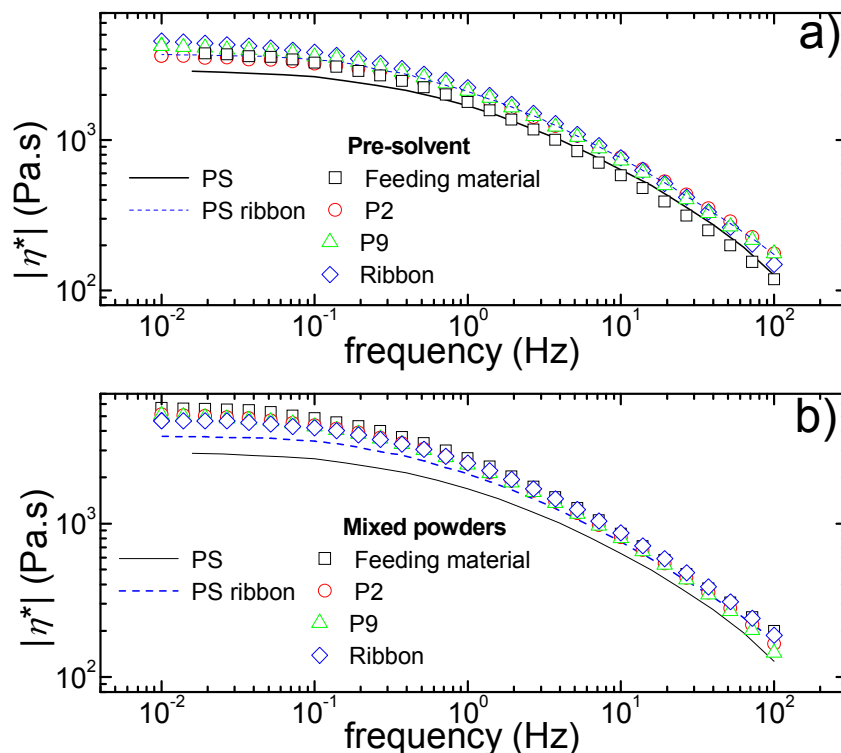 a)
10³
10²
|η*| (Pa.s)
Pre-solvent
PS
Feeding material
PS ribbon
P2
P9
Ribbon
10⁻² 10⁻¹ 10⁰ 10¹ 10²
frequency (Hz)
b)
10³
10²
|η*| (Pa.s)
Mixed powders
PS
Feeding material
PS ribbon
P2
P9
Ribbon
10⁻² 10⁻¹ 10⁰ 10¹ 10²
frequency (Hz)